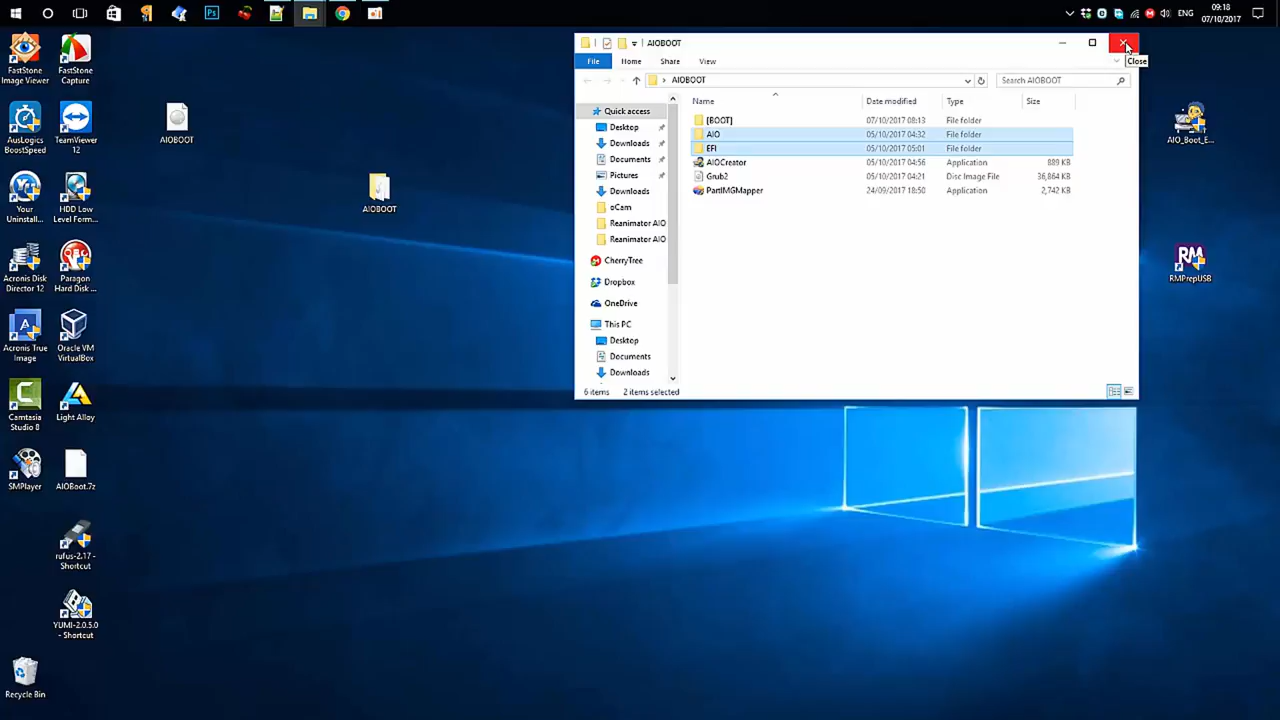 Ps
ENG
09:18
07/10/2017
FastStone
Image Viewer
FastStone
Capture
AusLogics
BoostSpeed
TeamViewer
12
Your
Uninstall...
HDD Low
Level Form...
Acronis Disk
Director 12
Paragon
Hard Disk ...
Acronis True
Image
Oracle VM
VirtualBox
Camtasia
Studio 8
Light Alloy
SMPlayer
AIOBoot.7z
rufus-2.17 -
Shortcut
YUMI-2.0.5.0
- Shortcut
Recycle Bin
AIOBOOT
AIOBOOT
AIOBOOT
Close
File
Home
Share
View
AIOBOOT
Search AIOBOOT
Quick access
Desktop
Downloads
Documents
Pictures
Downloads
oCam
Reanimator AIO
Reanimator AIO
CherryTree
Dropbox
OneDrive
This PC
Desktop
Documents
Downloads
Name Date modified Type Size
[BOOT] 07/10/2017 08:13 File folder
AIO 05/10/2017 04:32 File folder
EFI 05/10/2017 05:01 File folder
AIOCreator 05/10/2017 04:56 Application 889 KB
Grub2 05/10/2017 04:21 Disc Image File 36,864 KB
PartIMGMapper 24/09/2017 18:50 Application 2,742 KB
6 items 2 items selected
AIO_Boot_E...
RM
RMPrepUSB